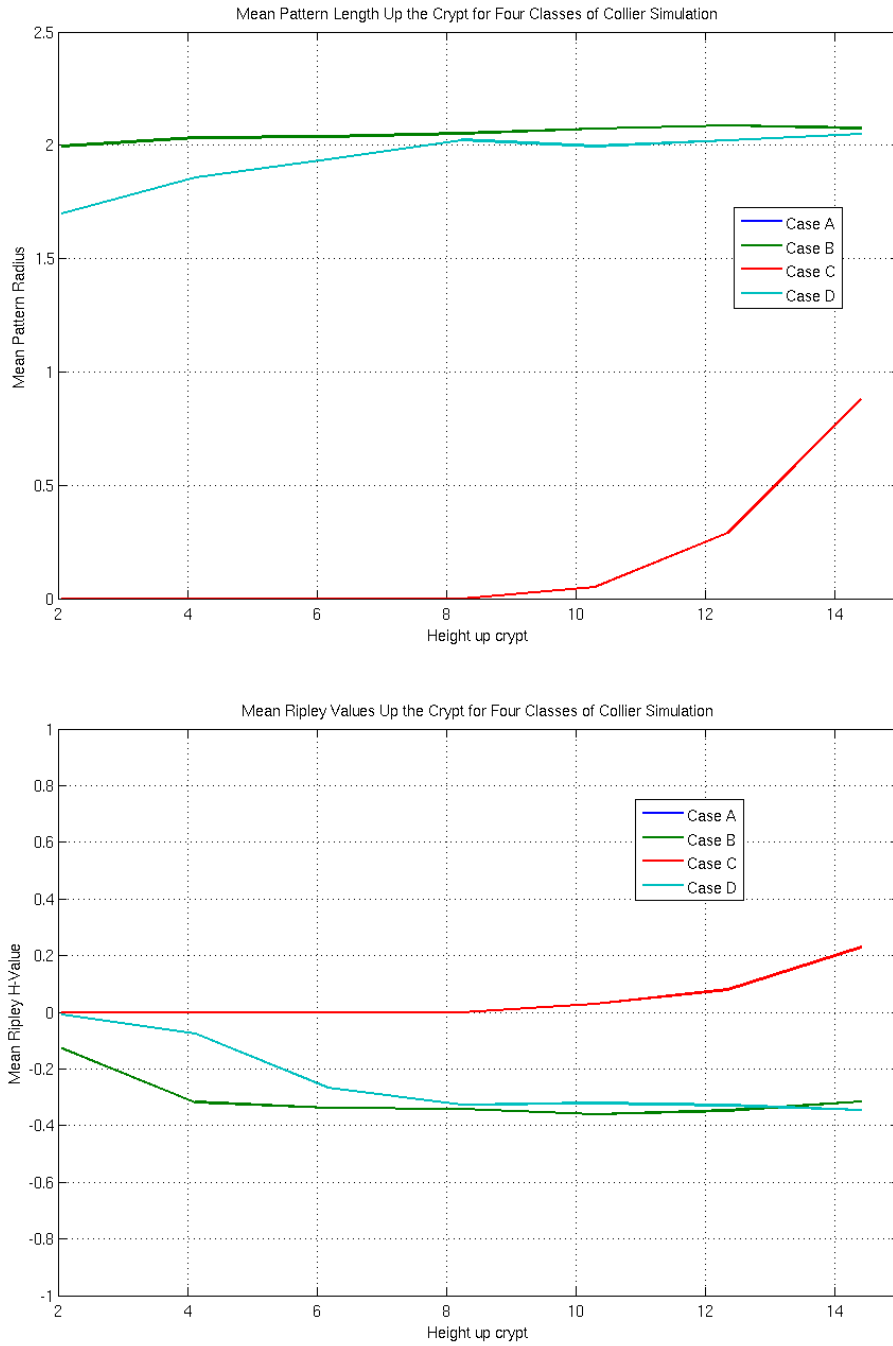 Mean Pattern Length Up the Crypt for Four Classes of Collier Simulation
2.5
2
1.5
1
0.5
0
Mean Pattern Radius
Case A
Case B
Case C
Case D
2 4 6 8 10 12 14
Height up crypt
Mean Ripley Values Up the Crypt for Four Classes of Collier Simulation
1
0.8
0.6
0.4
0.2
0
-0.2
-0.4
-0.6
-0.8
-1
Mean Ripley H-Value
Case A
Case B
Case C
Case D
2 4 6 8 10 12 14
Height up crypt